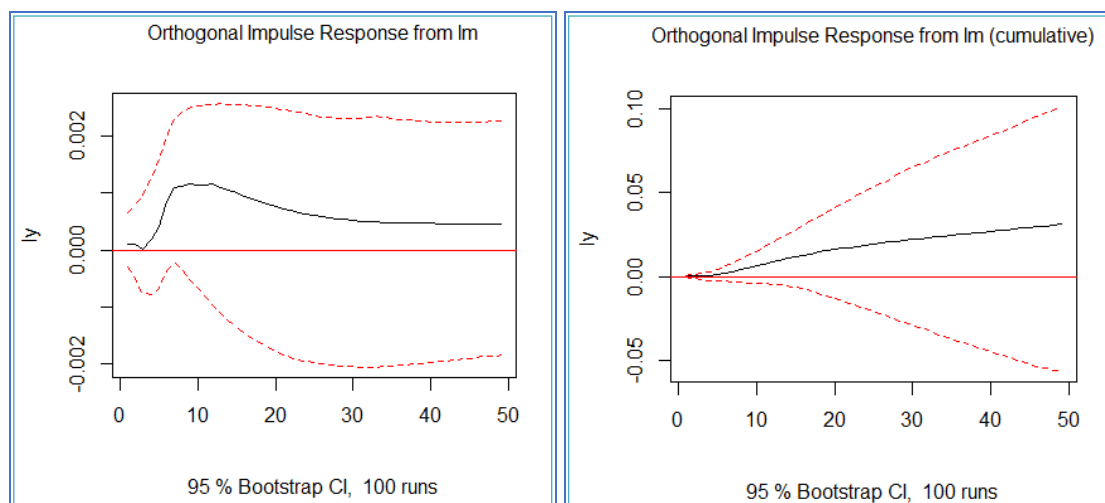 Orthogonal Impulse Response from lm
ly
0.002
0.000
-0.002
0 10 20 30 40 50
95 % Bootstrap CI, 100 runs
Orthogonal Impulse Response from lm (cumulative)
ly
0.10
0.05
0.00
-0.05
0 10 20 30 40 50
95 % Bootstrap CI, 100 runs